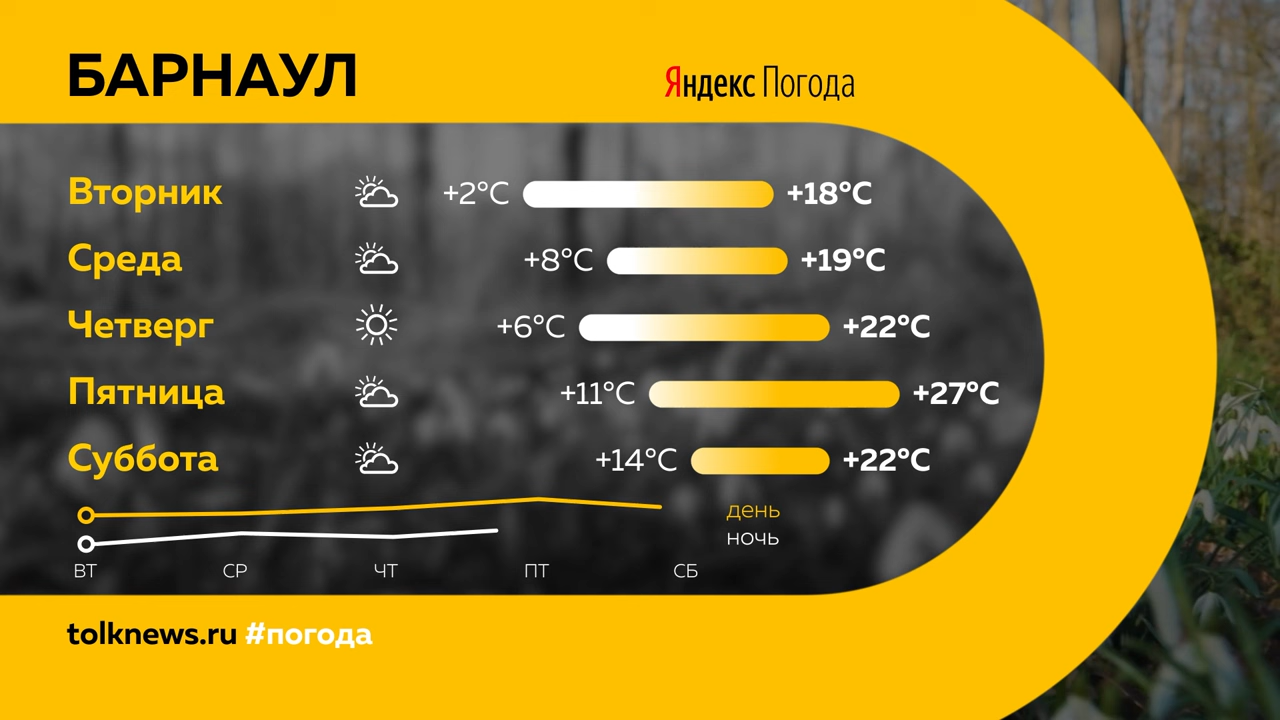 БАРНАУЛ
Яндекс Погода
Вторник +2°C +18°C
Среда +8°C +19°C
Четверг +6°C +22°C
Пятница +11°C +27°C
Суббота +14°C +22°C
день
ночь
ВТ СР ЧТ ПТ СБ
tolknews.ru #погода